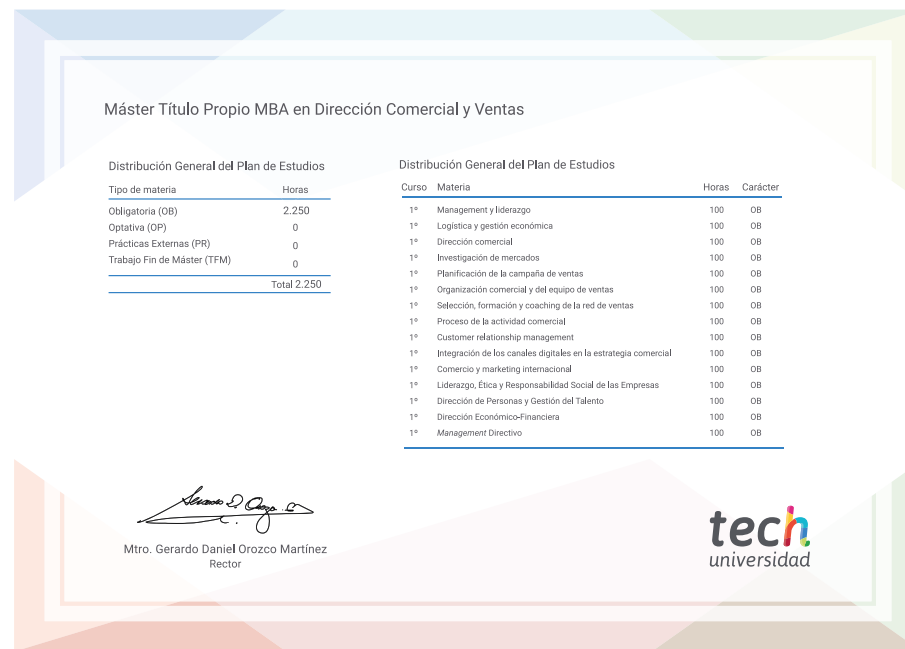 Máster Título Propio MBA en Dirección Comercial y Ventas
Distribución General del Plan de Estudios
Tipo de materia Horas
Obligatoria (OB) 2.250
Optativa (OP) 0
Prácticas Externas (PR) 0
Trabajo Fin de Máster (TFM) 0
Total 2.250
Distribución General del Plan de Estudios
Curso Materia Horas Carácter
1º Management y liderazgo 100 OB
1º Logística y gestión económica 100 OB
1º Dirección comercial 100 OB
1º Investigación de mercados 100 OB
1º Planificación de la campaña de ventas 100 OB
1º Organización comercial y del equipo de ventas 100 OB
1º Selección, formación y coaching de la red de ventas 100 OB
1º Proceso de la actividad comercial 100 OB
1º Customer relationship management 100 OB
1º Integración de los canales digitales en la estrategia comercial 100 OB
1º Comercio y marketing internacional 100 OB
1º Liderazgo, Ética y Responsabilidad Social de las Empresas 100 OB
1º Dirección de Personas y Gestión del Talento 100 OB
1º Dirección Económico-Financiera 100 OB
1º Management Directivo 100 OB
Mtro. Gerardo Daniel Orozco Martínez
Rector
tech
universidad